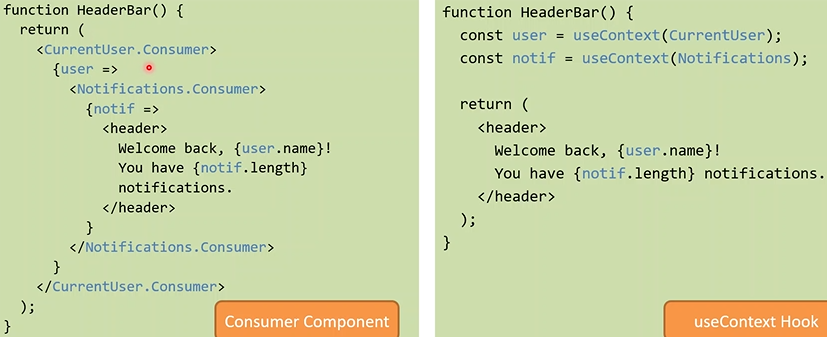 function HeaderBar() {
return (
<CurrentUser.Consumer>
{user =>
<Notifications.Consumer>
{notif =>
<header>
Welcome back, {user.name}!
You have {notif.length}
notifications.
</header>
}
</Notifications.Consumer>
}
</CurrentUser.Consumer>
);
}
Consumer Component
function HeaderBar() {
const user = useContext(CurrentUser);
const notif = useContext(Notifications);
return (
<header>
Welcome back, {user.name}!
You have {notif.length} notifications.
</header>
);
}
useContext Hook